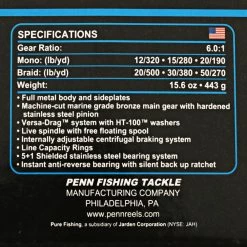 SPECIFICATIONS
Gear Ratio: 6.0:1
Mono: (lb/yd) 12/320 • 15/280 • 20/190
Braid: (lb/yd) 20/500 • 30/380 • 50/270
Weight: 15.6 oz • 443 g
• Full metal body and sideplates
• Machine-cut marine grade bronze main gear with hardened
stainless steel pinion
• Versa-Drag™ system with HT-100™ washers
• Live spindle with free floating spool
• Internally adjustable centrifugal braking system
• Line Capacity Rings
• 5+1 Shielded stainless steel bearing system
• Instant anti-reverse bearing with silent back up ratchet
PENN FISHING TACKLE
MANUFACTURING COMPANY
PHILADELPHIA, PA
www.pennreels.com
Pure Fishing, a subsidiary of Jarden Corporation (NYSE: JAH)